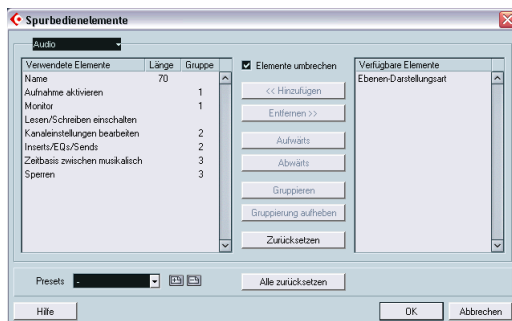 Spurbedienelemente
Audio
Verwendete Elemente Länge Gruppe
Name 70
Aufnahme aktivieren 1
Monitor 1
Lesen/Schreiben einschalten
Kanaleinstellungen bearbeiten 2
Inserts/EQs/Sends 2
Zeitbasis zwischen musikalisch 3
Sperren 3
Elemente umbrechen
<< Hinzufügen
Entfernen >>
Aufwärts
Abwärts
Gruppieren
Gruppierung aufheben
Zurücksetzen
Verfügbare Elemente
Ebenen-Darstellungsart
Presets -
Alle zurücksetzen
Hilfe
OK
Abbrechen